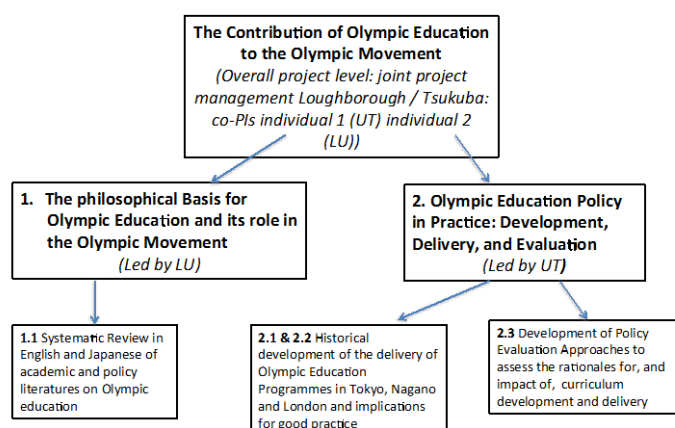 The Contribution of Olympic Education
to the Olympic Movement
(Overall project level: joint project
management Loughborough / Tsukuba:
co-PIs individual 1 (UT) individual 2
(LU))
1. The philosophical Basis for
Olympic Education and its role in
the Olympic Movement
(Led by LU)
2. Olympic Education Policy
in Practice: Development,
Delivery, and Evaluation
(Led by UT)
1.1 Systematic Review in
English and Japanese of
academic and policy
literatures on Olympic
education
2.1 & 2.2 Historical
development of the delivery of
Olympic Education
Programmes in Tokyo, Nagano
and London and implications
for good practice
2.3 Development of Policy
Evaluation Approaches to
assess the rationales for, and
impact of, curriculum
development and delivery